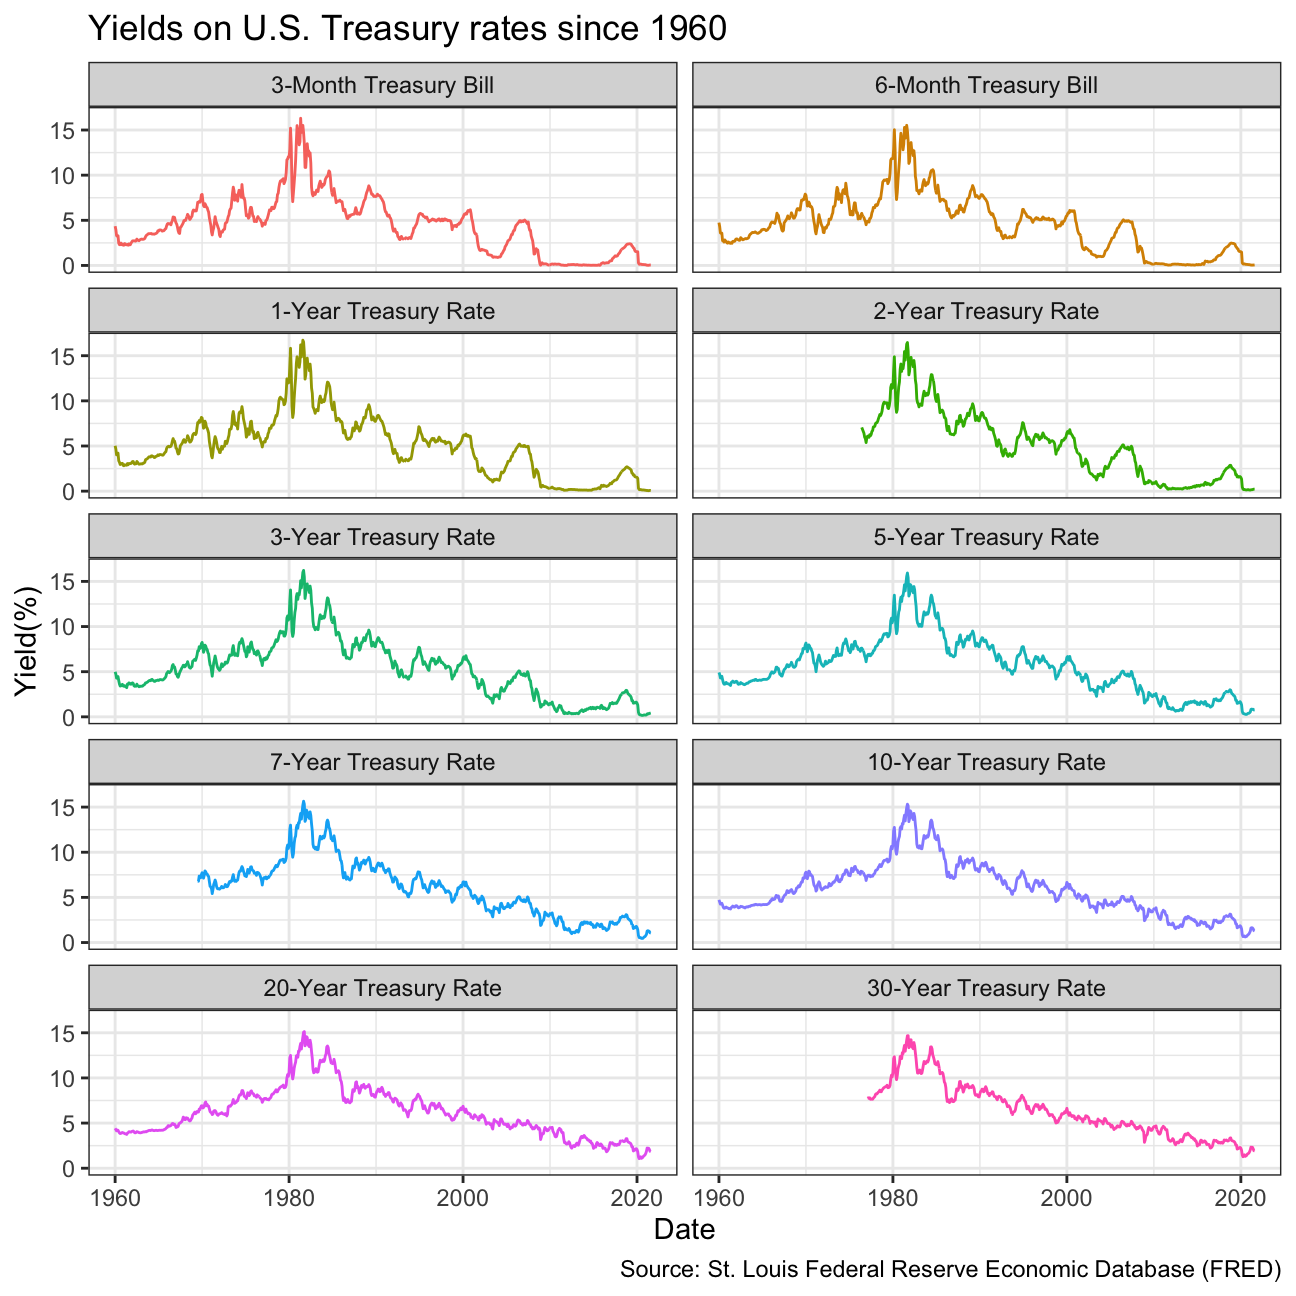 Yields on U.S. Treasury rates since 1960
3-Month Treasury Bill
6-Month Treasury Bill
15
10
5
0
1-Year Treasury Rate
2-Year Treasury Rate
15
10
5
0
3-Year Treasury Rate
5-Year Treasury Rate
15
10
5
0
Yield(%)
7-Year Treasury Rate
10-Year Treasury Rate
15
10
5
0
20-Year Treasury Rate
30-Year Treasury Rate
15
10
5
0
1960 1980 2000 2020 1960 1980 2000 2020
Date
Source: St. Louis Federal Reserve Economic Database (FRED)